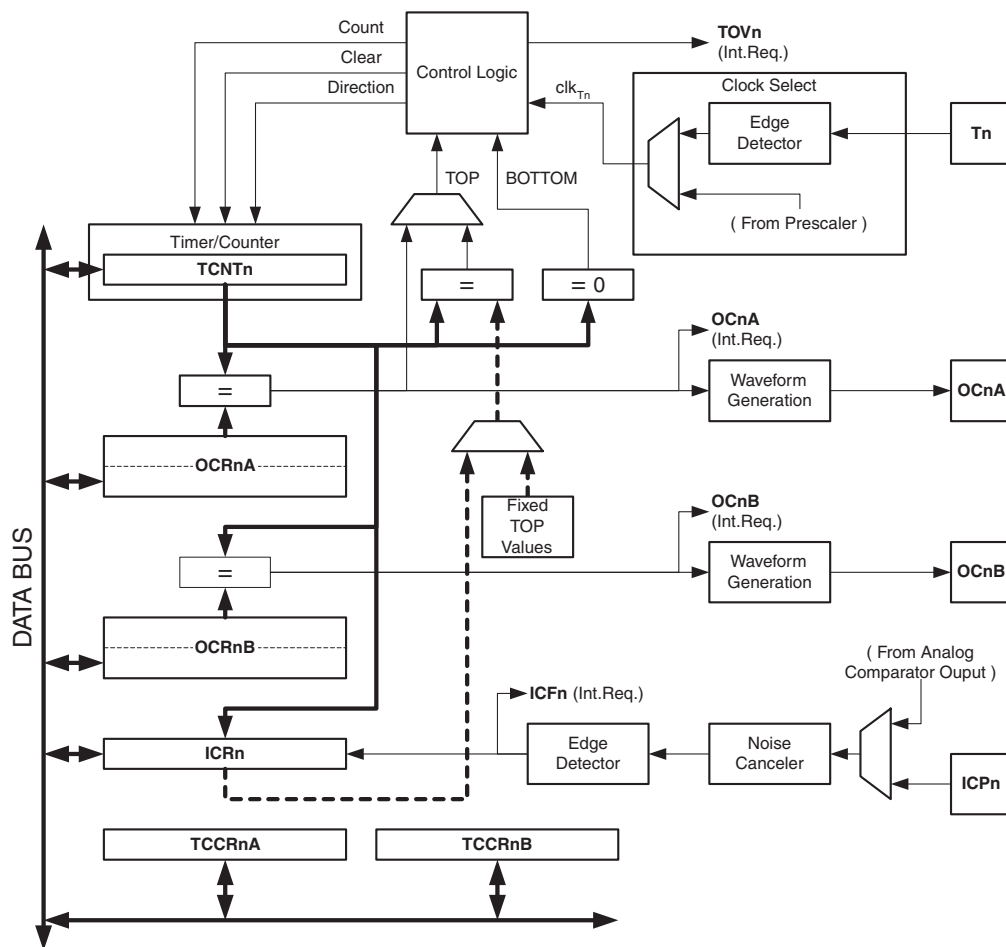 Count
Clear
Direction
Control Logic
TOVn
(Int.Req.)
clkTn
Clock Select
Edge
Detector
Tn
( From Prescaler )
TOP
BOTTOM
Timer/Counter
TCNTn
=
= 0
OCnA
(Int.Req.)
=
Waveform
Generation
OCnA
OCRnA
Fixed
TOP
Values
OCnB
(Int.Req.)
=
Waveform
Generation
OCnB
OCRnB
DATA BUS
( From Analog
Comparator Ouput )
ICFn (Int.Req.)
ICRn
Edge
Detector
Noise
Canceler
ICPn
TCCRnA
TCCRnB